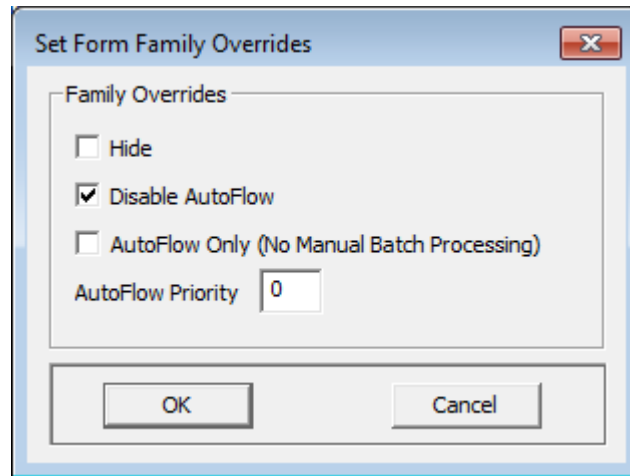 Set Form Family Overrides
Family Overrides
Hide
Disable AutoFlow
AutoFlow Only (No Manual Batch Processing)
AutoFlow Priority 0
OK Cancel